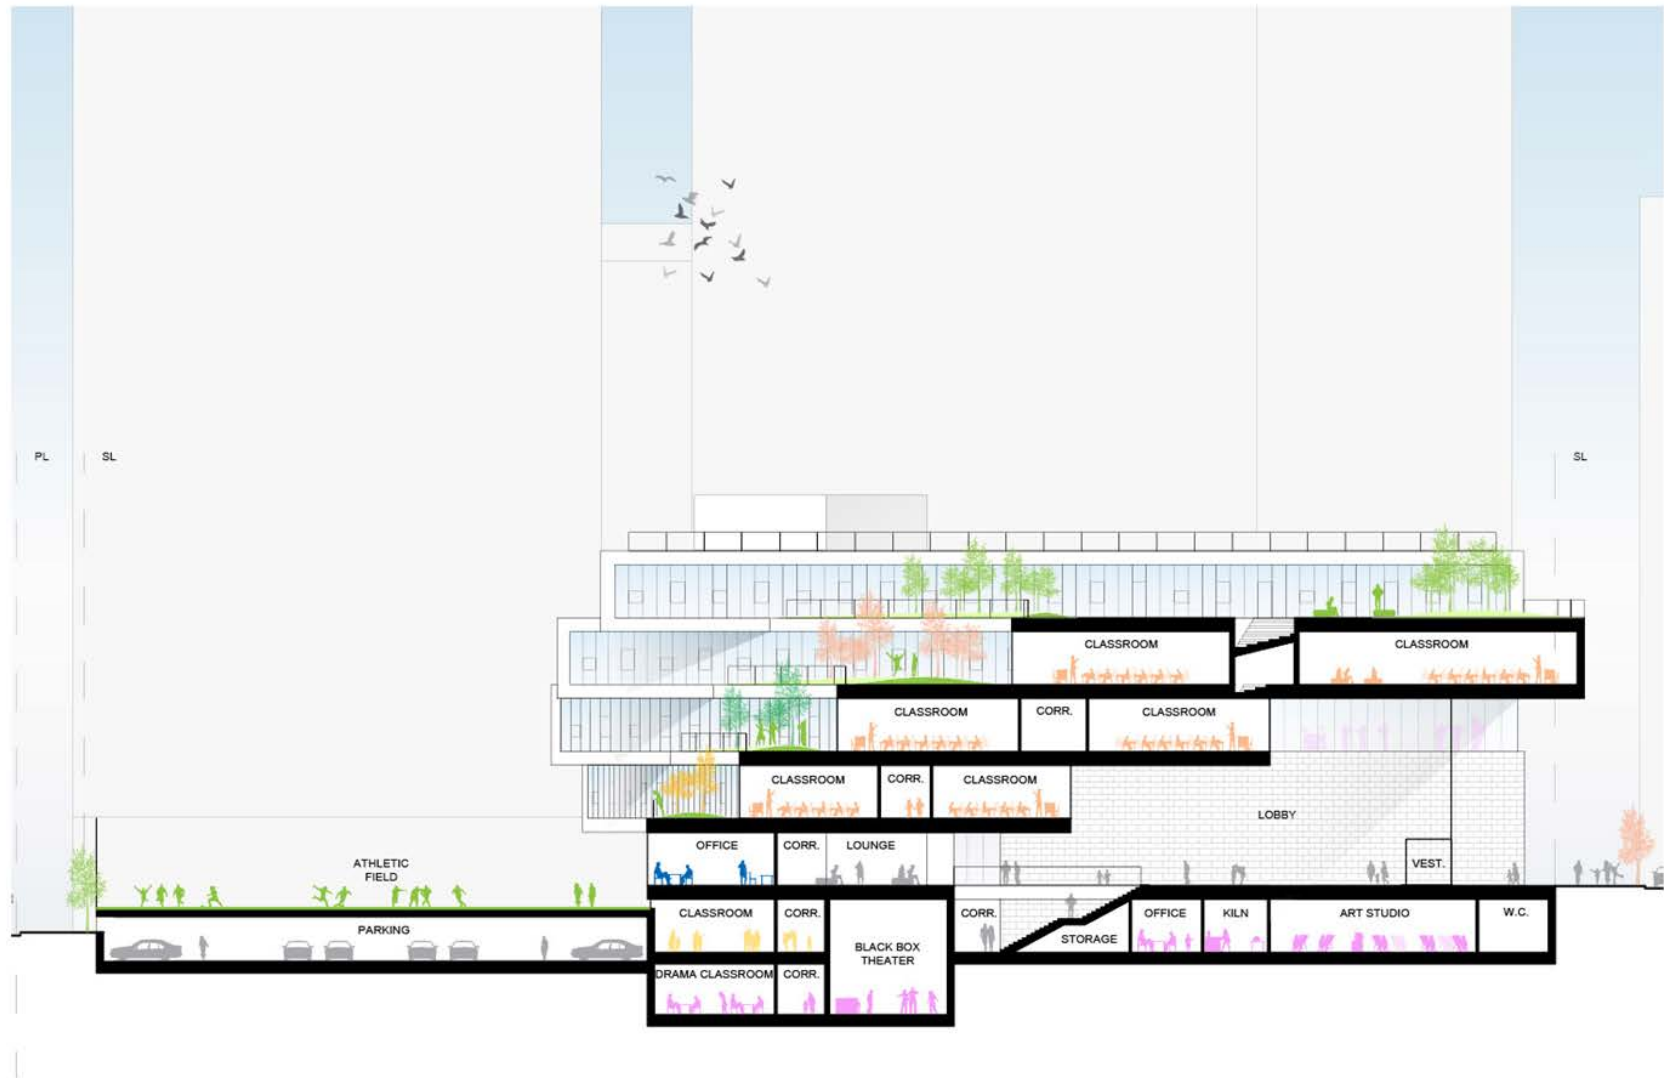 PL
SL
SL
CLASSROOM
CLASSROOM
CLASSROOM
CORR.
CLASSROOM
CLASSROOM
CORR.
CLASSROOM
LOBBY
OFFICE
CORR.
LOUNGE
VEST.
ATHLETIC
FIELD
CLASSROOM
CORR.
CORR.
OFFICE
KILN
ART STUDIO
W.C.
PARKING
STORAGE
BLACK BOX
THEATER
DRAMA CLASSROOM
CORR.